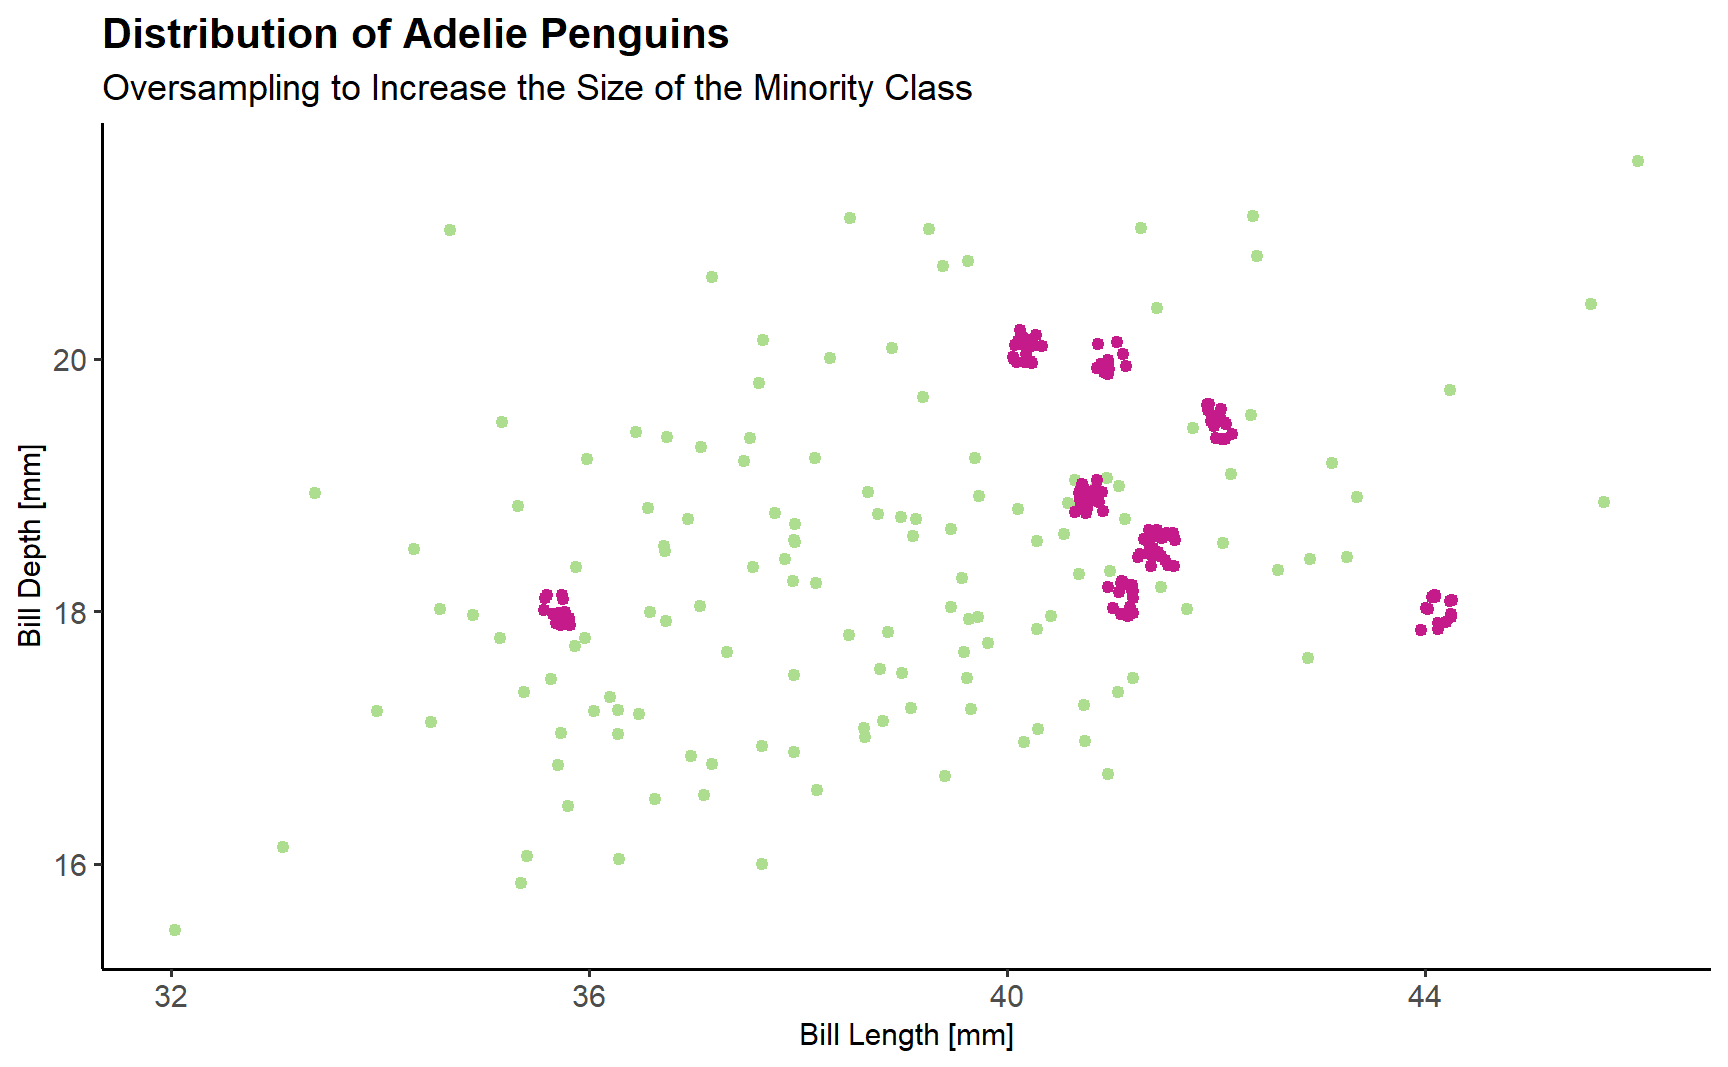 Distribution of Adelie Penguins
Oversampling to Increase the Size of the Minority Class
20
18
16
Bill Depth [mm]
32
36
40
44
Bill Length [mm]